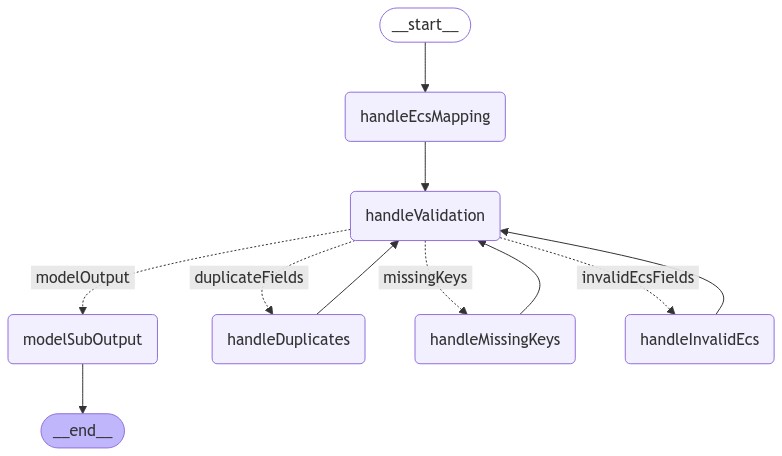 __start__
handleEcsMapping
handleValidation
modelOutput
duplicateFields
missingKeys
invalidEcsFields
modelSubOutput
handleDuplicates
handleMissingKeys
handleInvalidEcs
__end__